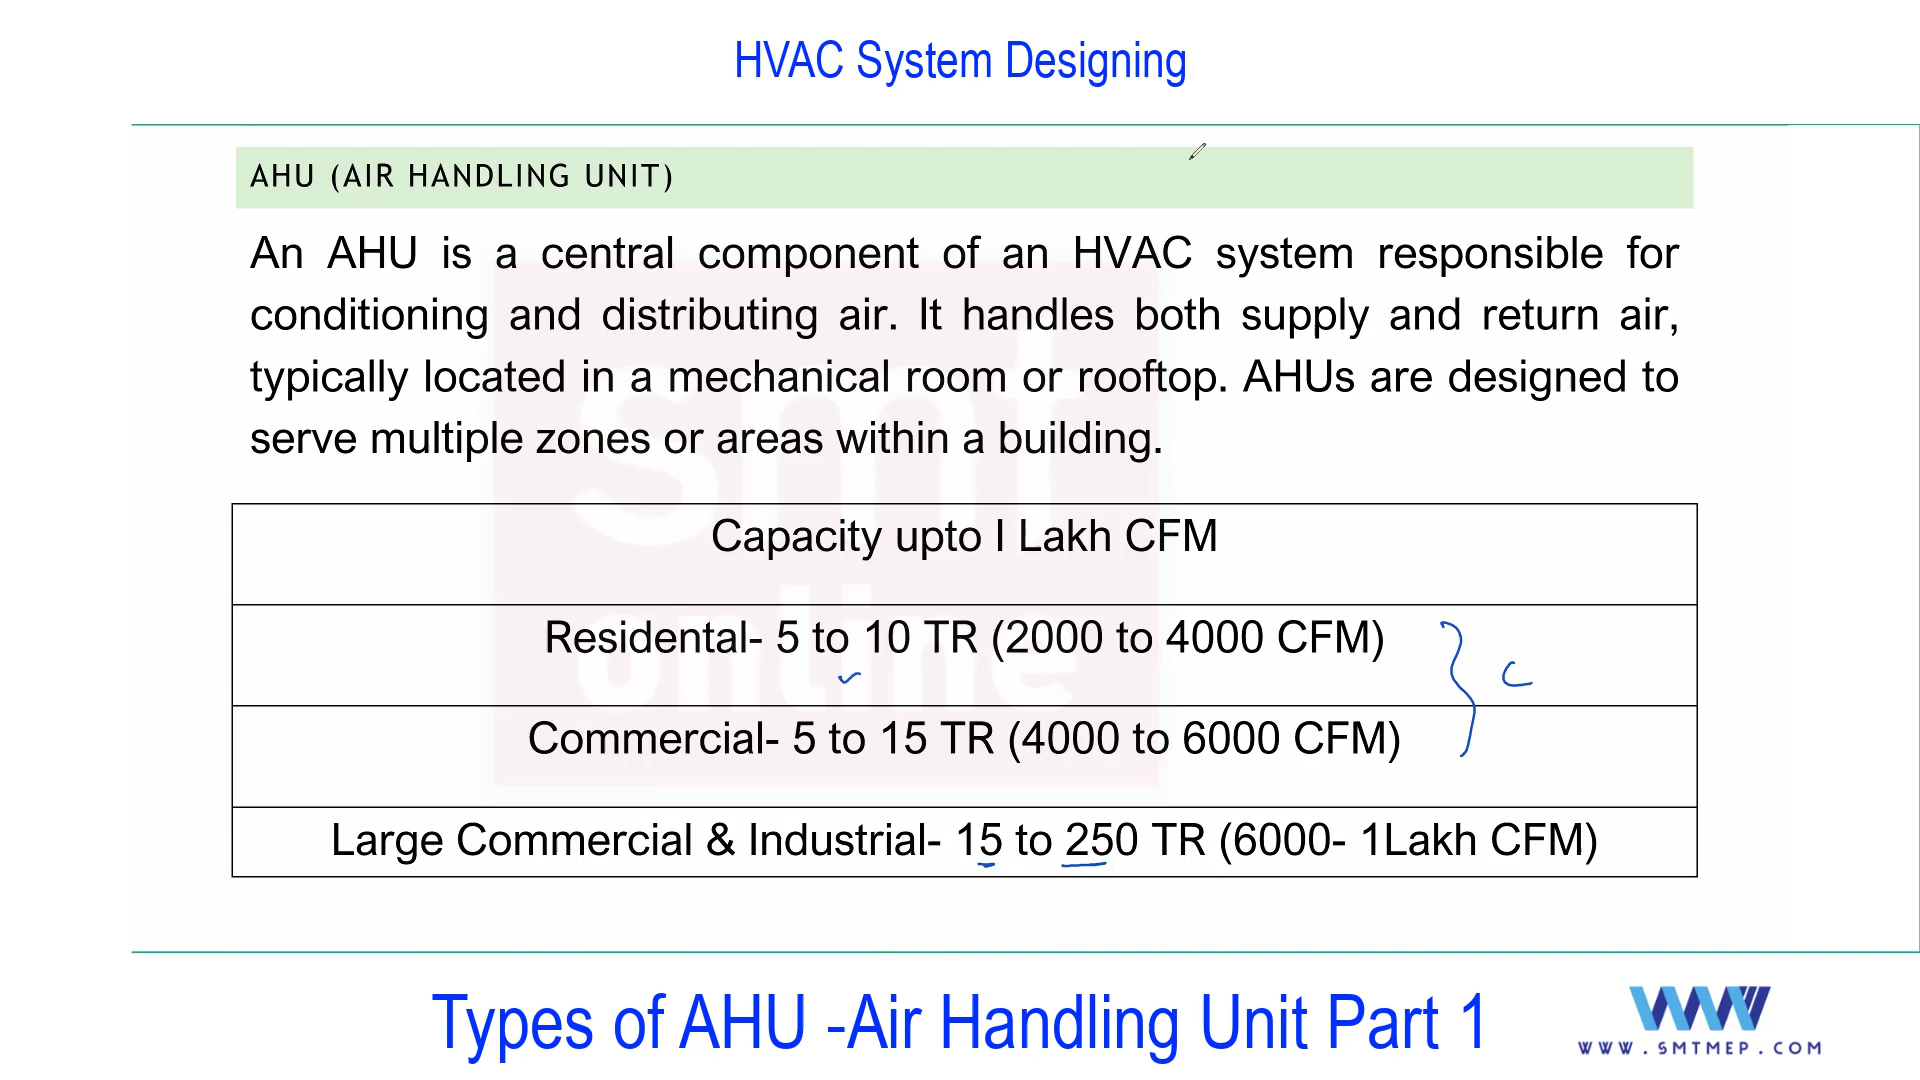 HVAC System Designing
AHU (AIR HANDLING UNIT)
An AHU is a central component of an HVAC system responsible for
conditioning and distributing air. It handles both supply and return air,
typically located in a mechanical room or rooftop. AHUs are designed to
serve multiple zones or areas within a building.
smt
online
Capacity upto I Lakh CFM
Residental- 5 to 10 TR (2000 to 4000 CFM)
C
Commercial- 5 to 15 TR (4000 to 6000 CFM)
Large Commercial & Industrial- 15 to 250 TR (6000- 1Lakh CFM)
Types of AHU -Air Handling Unit Part 1
WWW.SMTMEP.COM